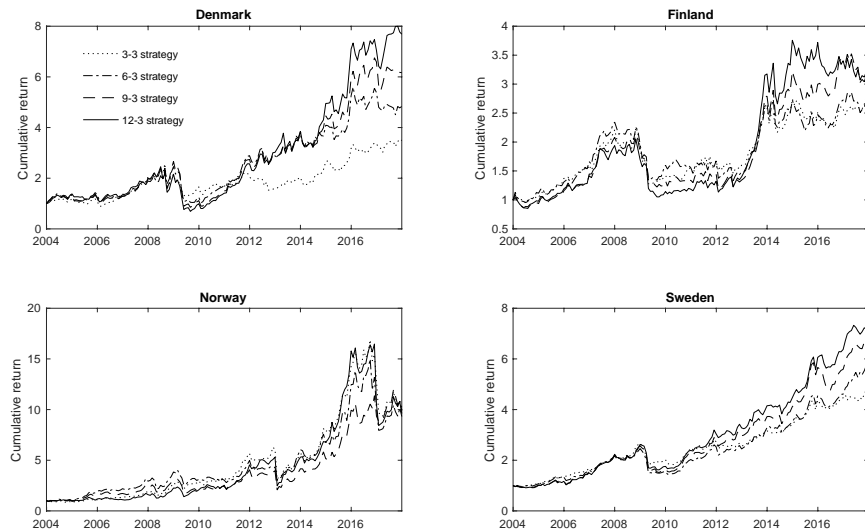 Denmark
Cumulative return
8
6
4
2
0
2004 2006 2008 2010 2012 2014 2016
3-3 strategy
6-3 strategy
9-3 strategy
12-3 strategy
Finland
Cumulative return
4
3.5
3
2.5
2
1.5
1
0.5
2004 2006 2008 2010 2012 2014 2016
Norway
Cumulative return
20
15
10
5
0
2004 2006 2008 2010 2012 2014 2016
Sweden
Cumulative return
8
6
4
2
0
2004 2006 2008 2010 2012 2014 2016